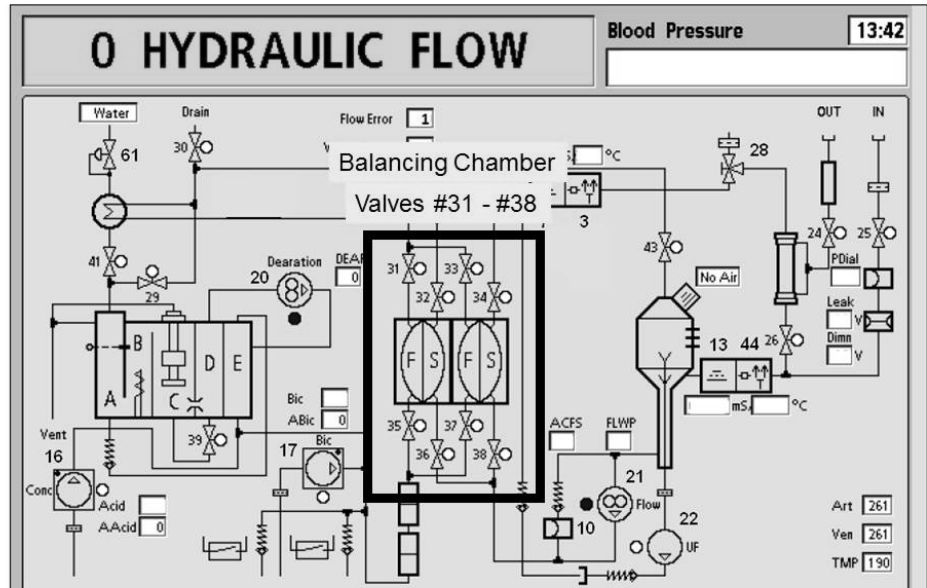 0 HYDRAULIC FLOW
Blood Pressure
13:42
Water
Drain
Flow Error 1
OUT IN
61
30
28
Balancing Chamber
°C
Valves #31 - #38
3
24
25
41
Dearation
20
0
43
PDial
29
31
33
32
34
No Air
Leak
V
Dimn
V
26
13 44
B
D
E
A
C
F S F S
mS/
°C
Bic
ABic 0
35
37
36
38
39
Vent
16
17
Bic
ACFS
FLWP
21
Flow
Conc
Acid
AAcid 0
10
22
UF
Art 261
Ven 261
TMP 190